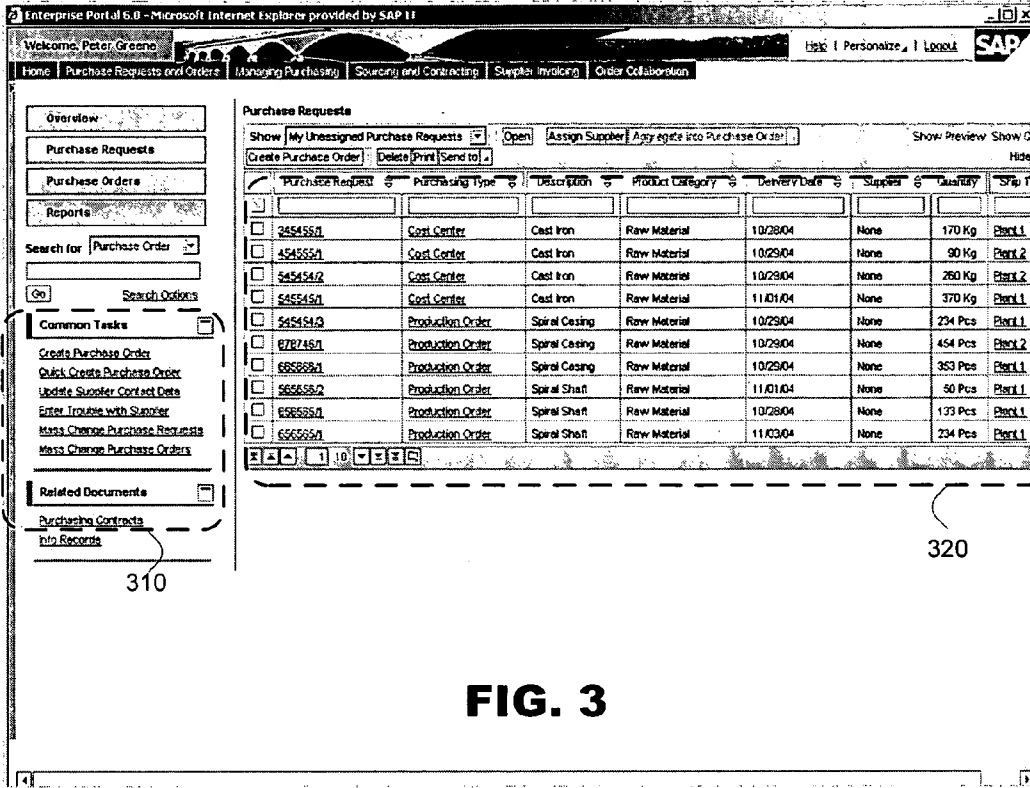 Enterprise Portal 6.0 - Microsoft Internet Explorer provided by SAP IT
Welcome, Peter Greene
Help | Personalize | Logout
SAP
Home | Purchase Requests and Orders | Managing Purchasing | Sourcing and Contracting | Supplier Invoicing | Order Collaboration
Overview
Purchase Requests
Purchase Orders
Reports
Search for Purchase Order
Go Search Options
Common Tasks
Create Purchase Order
Quick Create Purchase Order
Update Supplier Contact Data
Enter Trouble with Supplier
Mass Change Purchase Requests
Mass Change Purchase Orders
Related Documents
Purchasing Contracts
Info Records
310
Purchase Requests
Show My Unassigned Purchase Requests Open Assign Supplier Aggregate into Purchase Order Show Preview Show
Create Purchase Order Delete Print Send to Hide
Purchase Request Purchasing Type Description Product Category Delivery Date Supplier Quantity Ship
345455/1 Cost Center Cast Iron Raw Material 10/28/04 None 170 Kg Plant 1
454555/1 Cost Center Cast Iron Raw Material 10/29/04 None 90 Kg Plant 2
545454/2 Cost Center Cast Iron Raw Material 10/29/04 None 260 Kg Plant 2
545545/1 Cost Center Cast Iron Raw Material 11/01/04 None 370 Kg Plant 1
545454/3 Production Order Spiral Casing Raw Material 10/29/04 None 234 Pcs Plant 1
878745/1 Production Order Spiral Casing Raw Material 10/29/04 None 454 Pcs Plant 2
Production Order Spiral Casing Raw Material 10/29/04 None 353 Pcs Plant 1
565656/2 Production Order Spiral Shaft Raw Material 11/01/04 None 50 Pcs Plant 1
656565/1 Production Order Spiral Shaft Raw Material 10/28/04 None 133 Pcs Plant 1
656565/1 Production Order Spiral Shaft Raw Material 11/03/04 None 234 Pcs Plant 1
1 10
320
FIG. 3